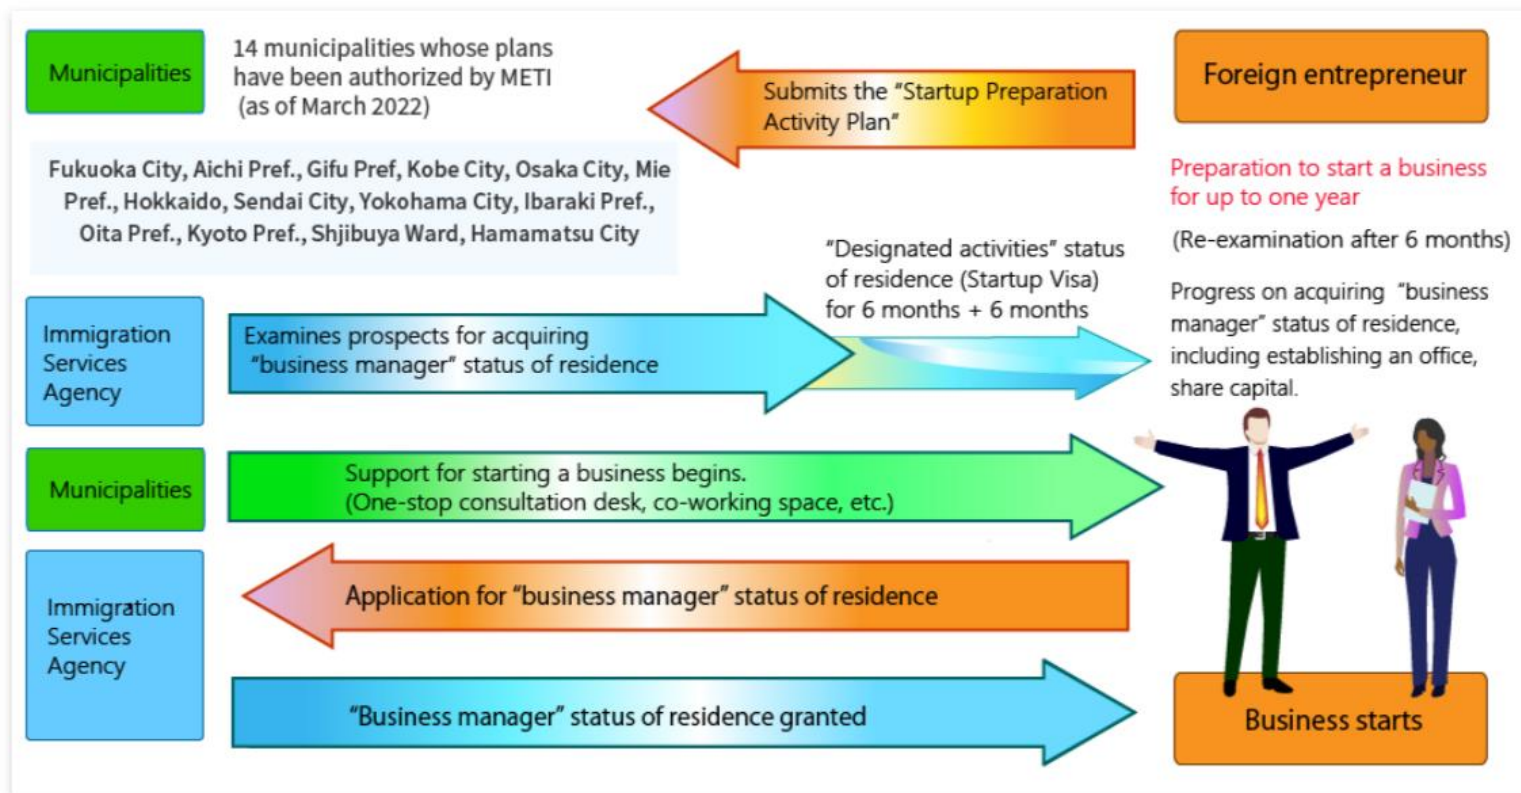 Municipalities
14 municipalities whose plans
have been authorized by METI
(as of March 2022)
Submits the "Startup Preparation
Activity Plan"
Foreign entrepreneur
Fukuoka City, Aichi Pref., Gifu Pref, Kobe City, Osaka City, Mie
Pref., Hokkaido, Sendai City, Yokohama City, Ibaraki Pref.,
Oita Pref., Kyoto Pref., Shjibuya Ward, Hamamatsu City
Preparation to start a business
for up to one year
(Re-examination after 6 months)
"Designated activities" status
of residence (Startup Visa)
for 6 months + 6 months
Progress on acquiring "business
manager" status of residence,
including establishing an office,
share capital.
Immigration
Services
Agency
Examines prospects for acquiring
"business manager" status of residence
Municipalities
Support for starting a business begins.
(One-stop consultation desk, co-working space, etc.)
Immigration
Services
Agency
Application for "business manager" status of residence
"Business manager" status of residence granted
Business starts